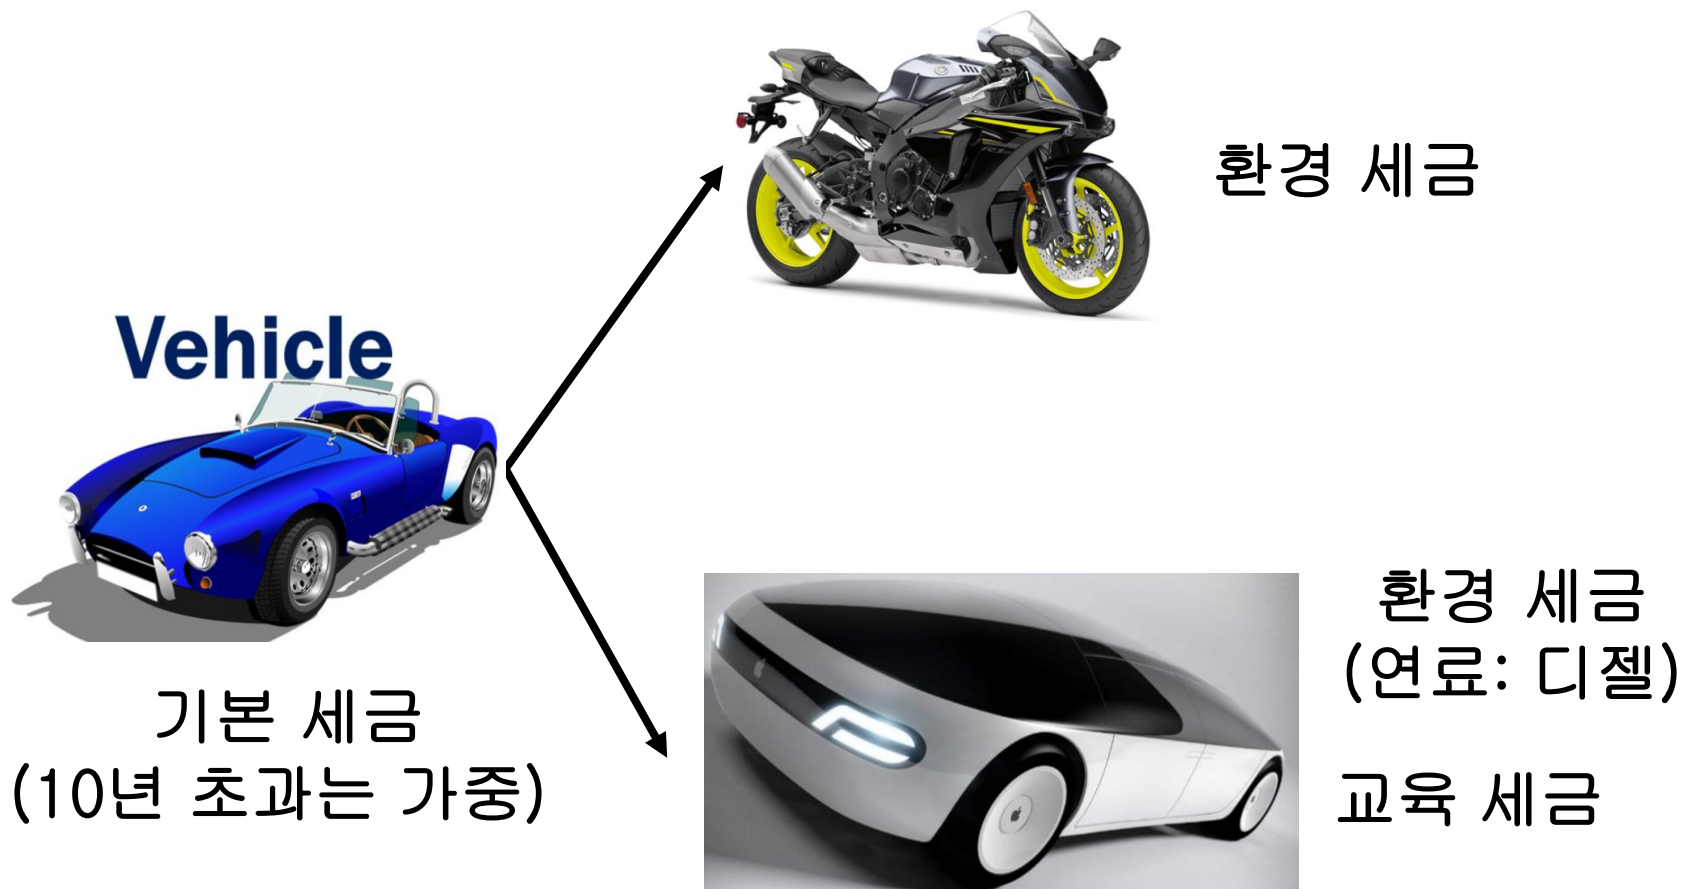 환경 세금
Vehicle
기본 세금
(10년 초과는 가중)
환경 세금
(연료: 디젤)
교육 세금